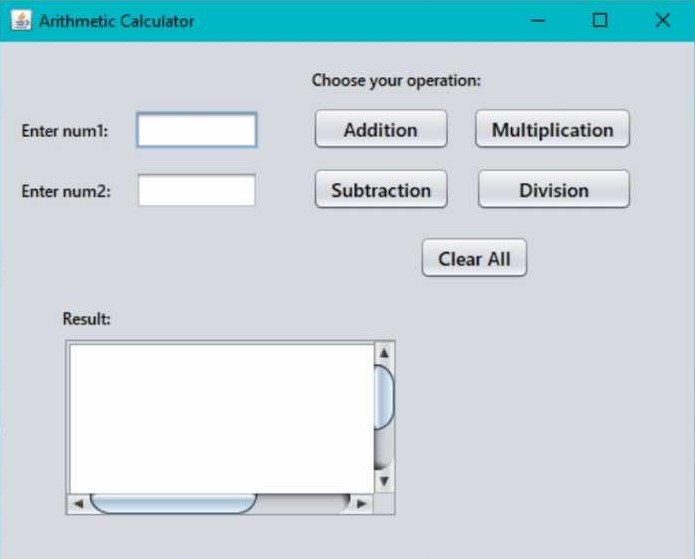 Arithmetic Calculator
Choose your operation:
Enter num1:
Addition
Multiplication
Enter num2:
Subtraction
Division
Clear All
Result: